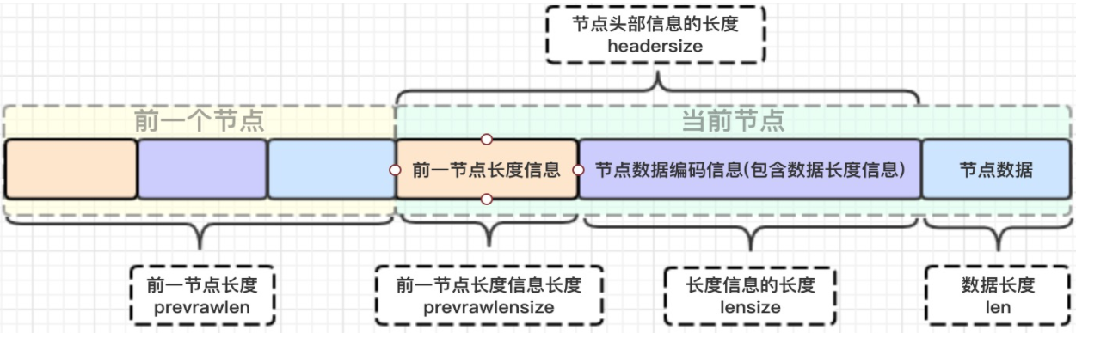 节点头部信息的长度
headersize
前一个节点
当前节点
前一节点长度信息
节点数据编码信息(包含数据长度信息)
节点数据
前一节点长度
prevrawlen
前一节点长度信息长度
prevrawlensize
长度信息的长度
lensize
数据长度
len